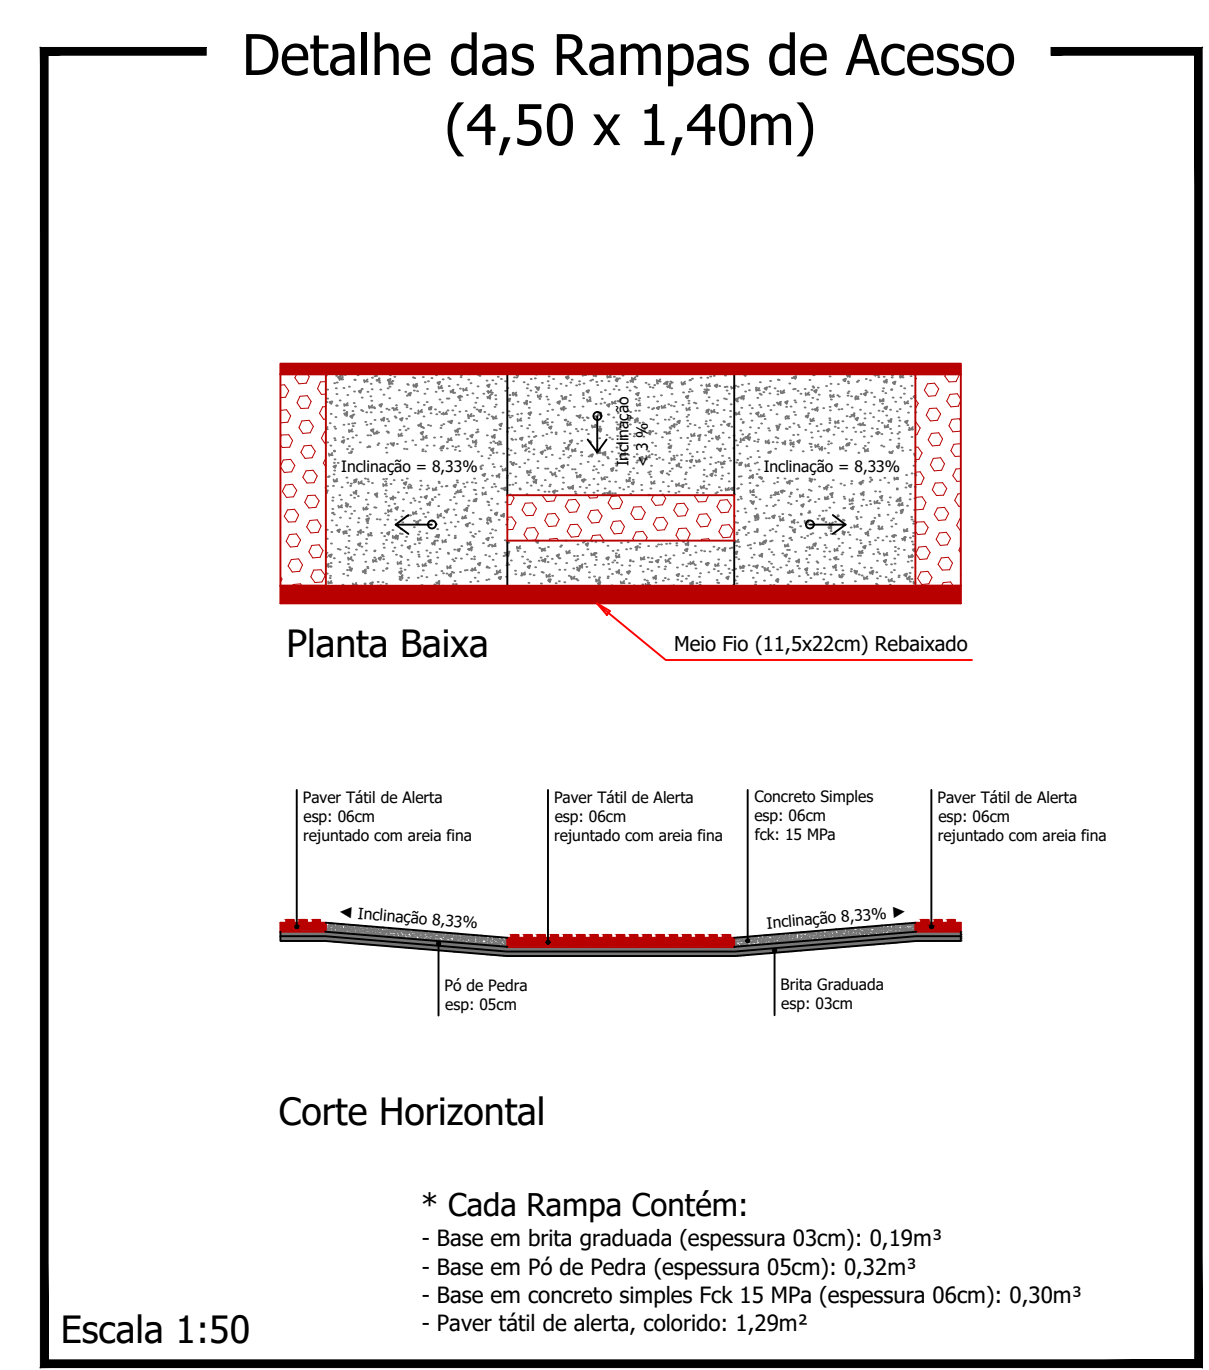 Detalhe das Rampas de Acesso
(4,50 x 1,40m)
Inclinação
< 3 %
Inclinação = 8,33%
Inclinação = 8,33%
Planta Baixa
Meio Fio (11,5x22cm) Rebaixado
Paver Tátil de Alerta
esp: 06cm
rejuntado com areia fina
Paver Tátil de Alerta
esp: 06cm
rejuntado com areia fina
Concreto Simples
esp: 06cm
fck: 15 MPa
Paver Tátil de Alerta
esp: 06cm
rejuntado com areia fina
Inclinação 8,33%
Inclinação 8,33%
Pó de Pedra
esp: 05cm
Brita Graduada
esp: 03cm
Corte Horizontal
* Cada Rampa Contém:
- Base em brita graduada (espessura 03cm): 0,19m³
- Base em Pó de Pedra (espessura 05cm): 0,32m³
- Base em concreto simples Fck 15 MPa (espessura 06cm): 0,30m³
- Paver tátil de alerta, colorido: 1,29m²
Escala 1:50